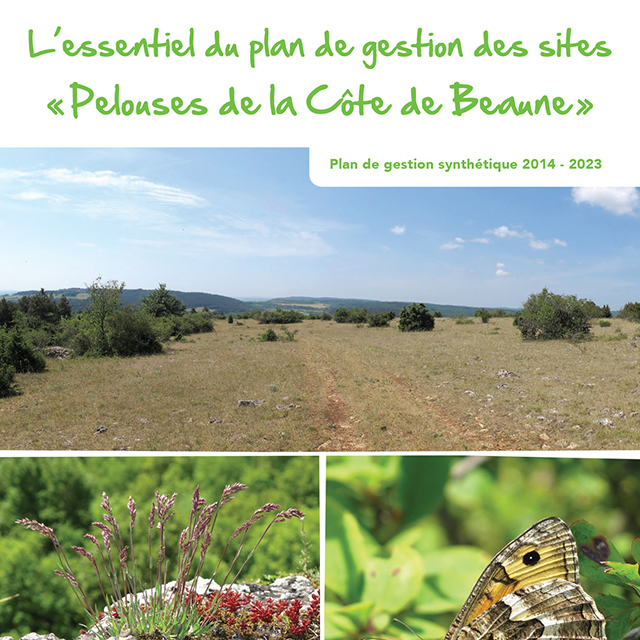 L'essentiel du plan de gestion des sites
« Pelouses de la Côte de Beaune »
Plan de gestion synthétique 2014 - 2023